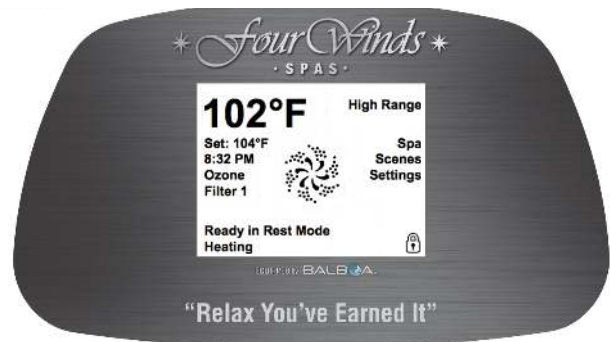 Four Winds
· SPAS ·
102°F
High Range
Set: 104°F
8:32 PM
Ozone
Filter 1
Spa
Scenes
Settings
Ready in Rest Mode
Heating
BALBOA
"Relax You've Earned It"